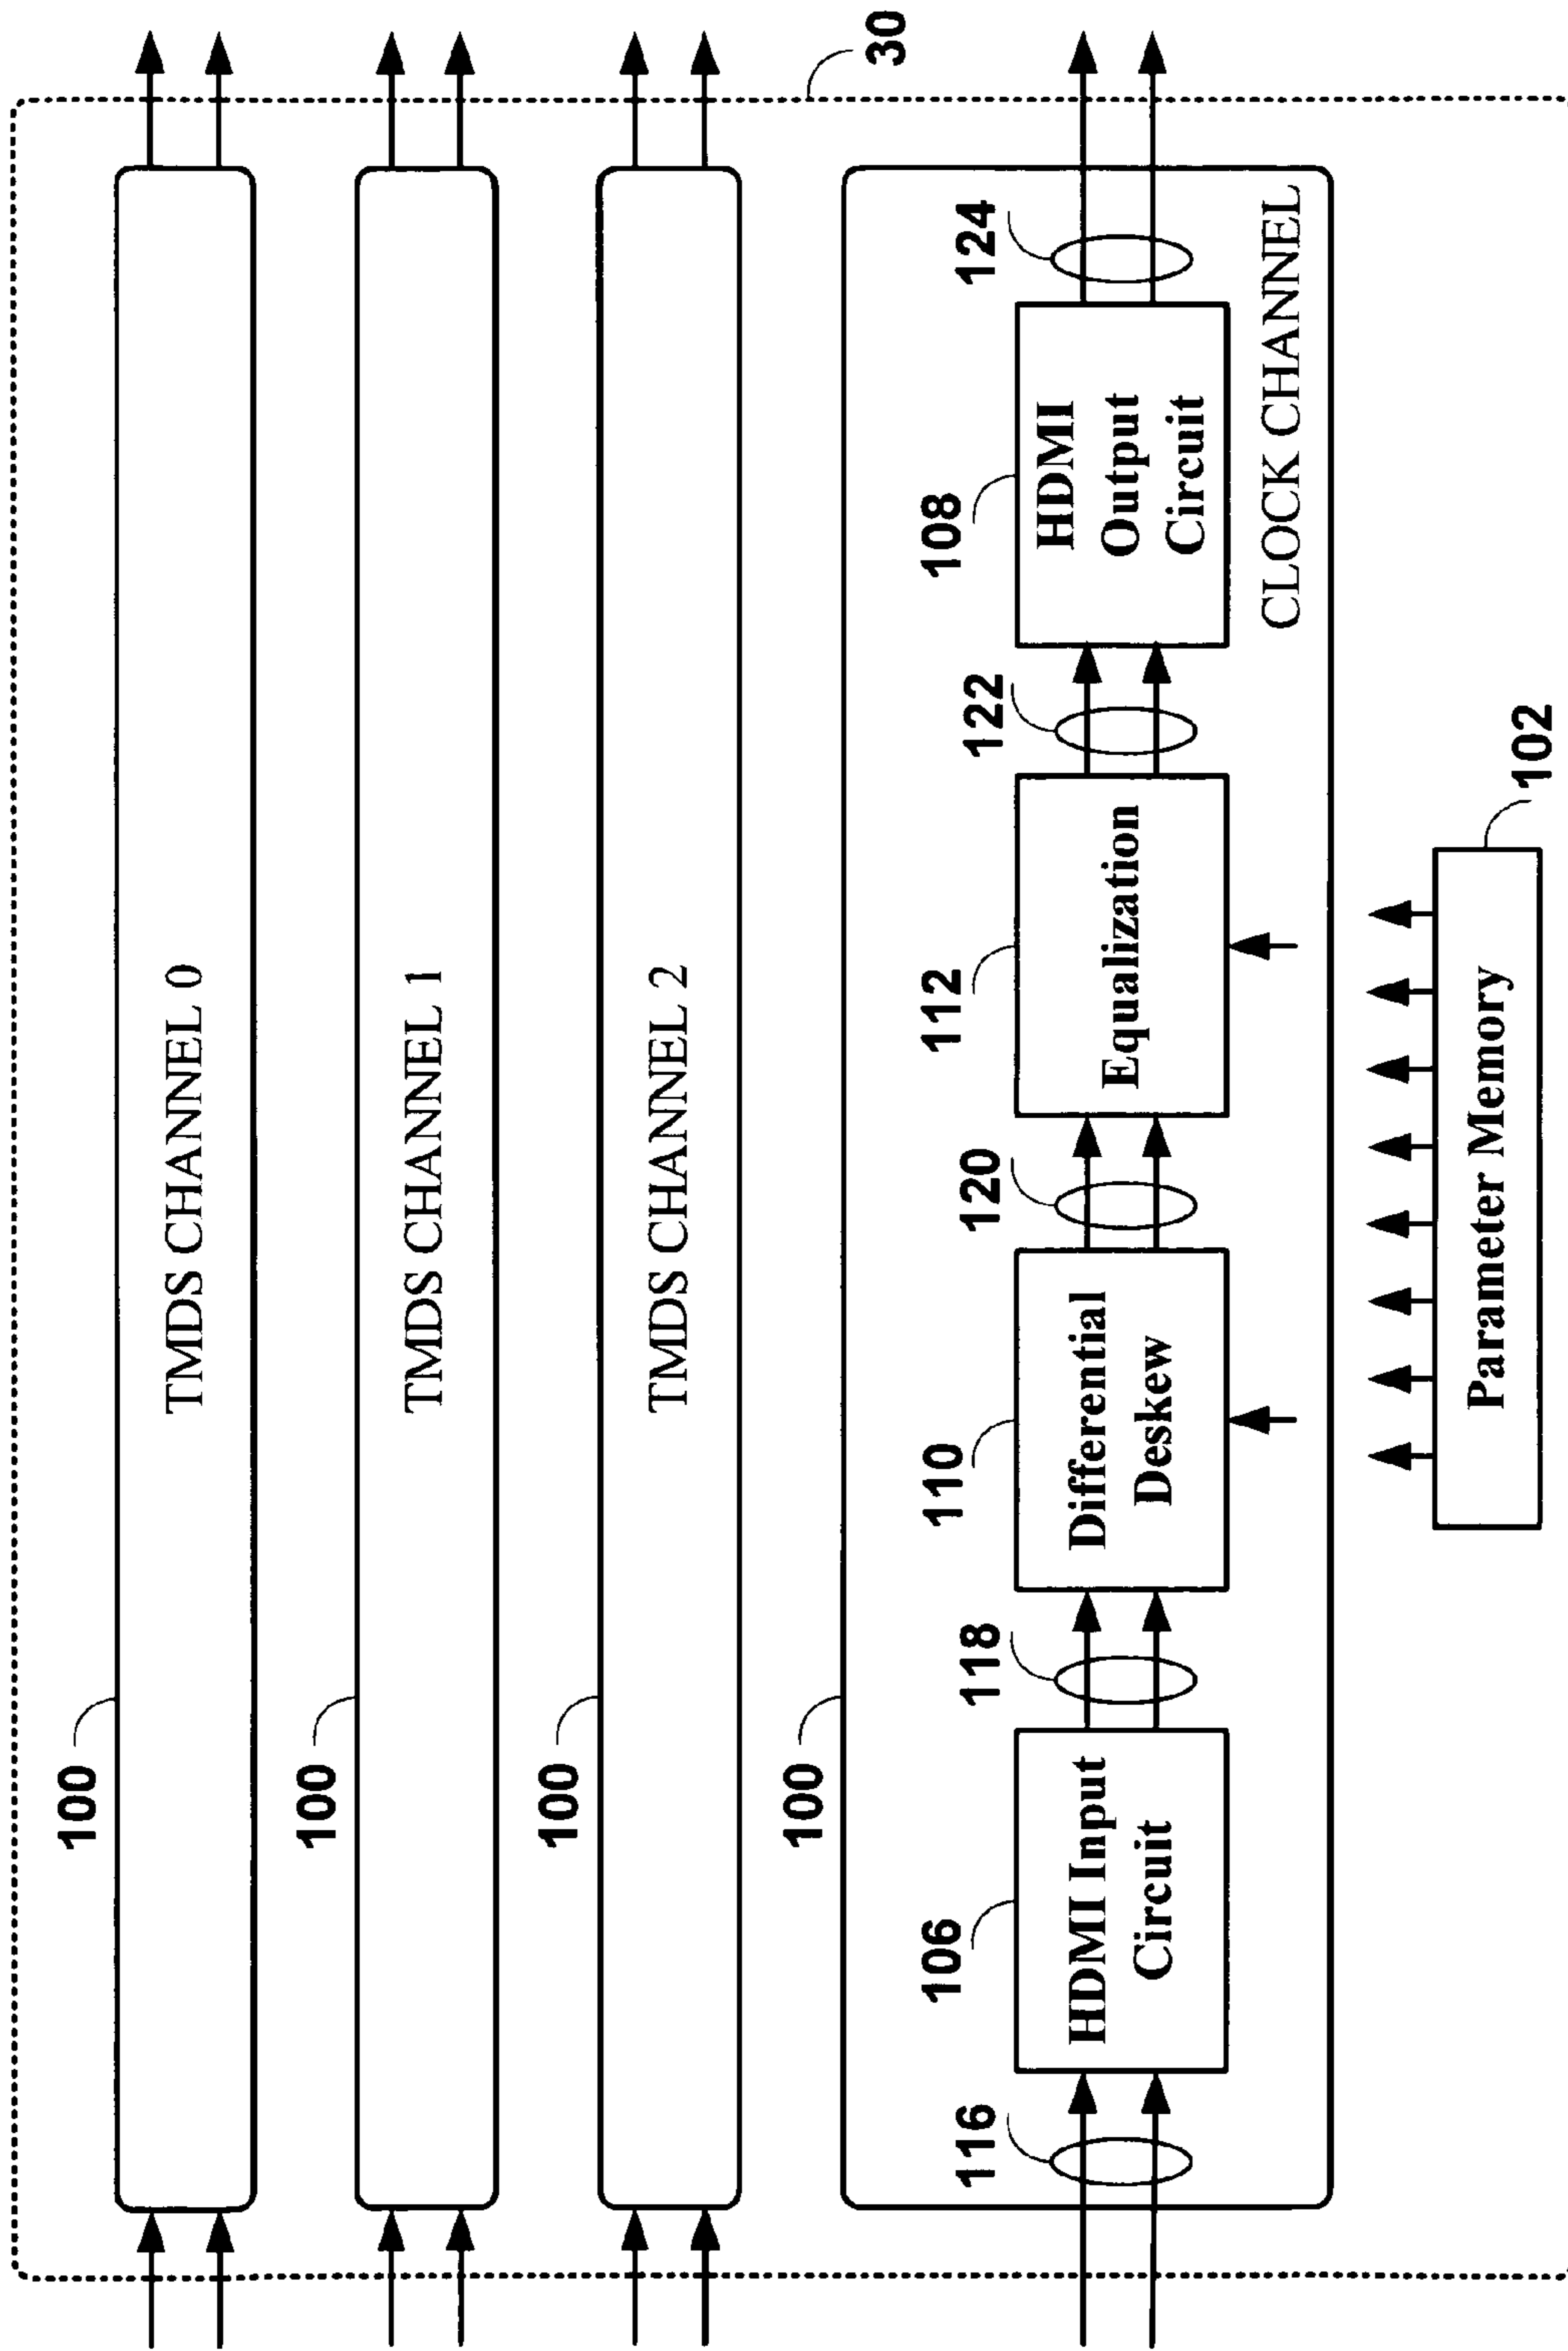 30
100
TMDS CHANNEL 0
100
TMDS CHANNEL 1
100
TMDS CHANNEL 2
100
116
106
HDMI Input
Circuit
118
110
Differential
Deskew
120
112
Equalization
122
108
HDMI
Output
Circuit
124
CLOCK CHANNEL
Parameter Memory
102